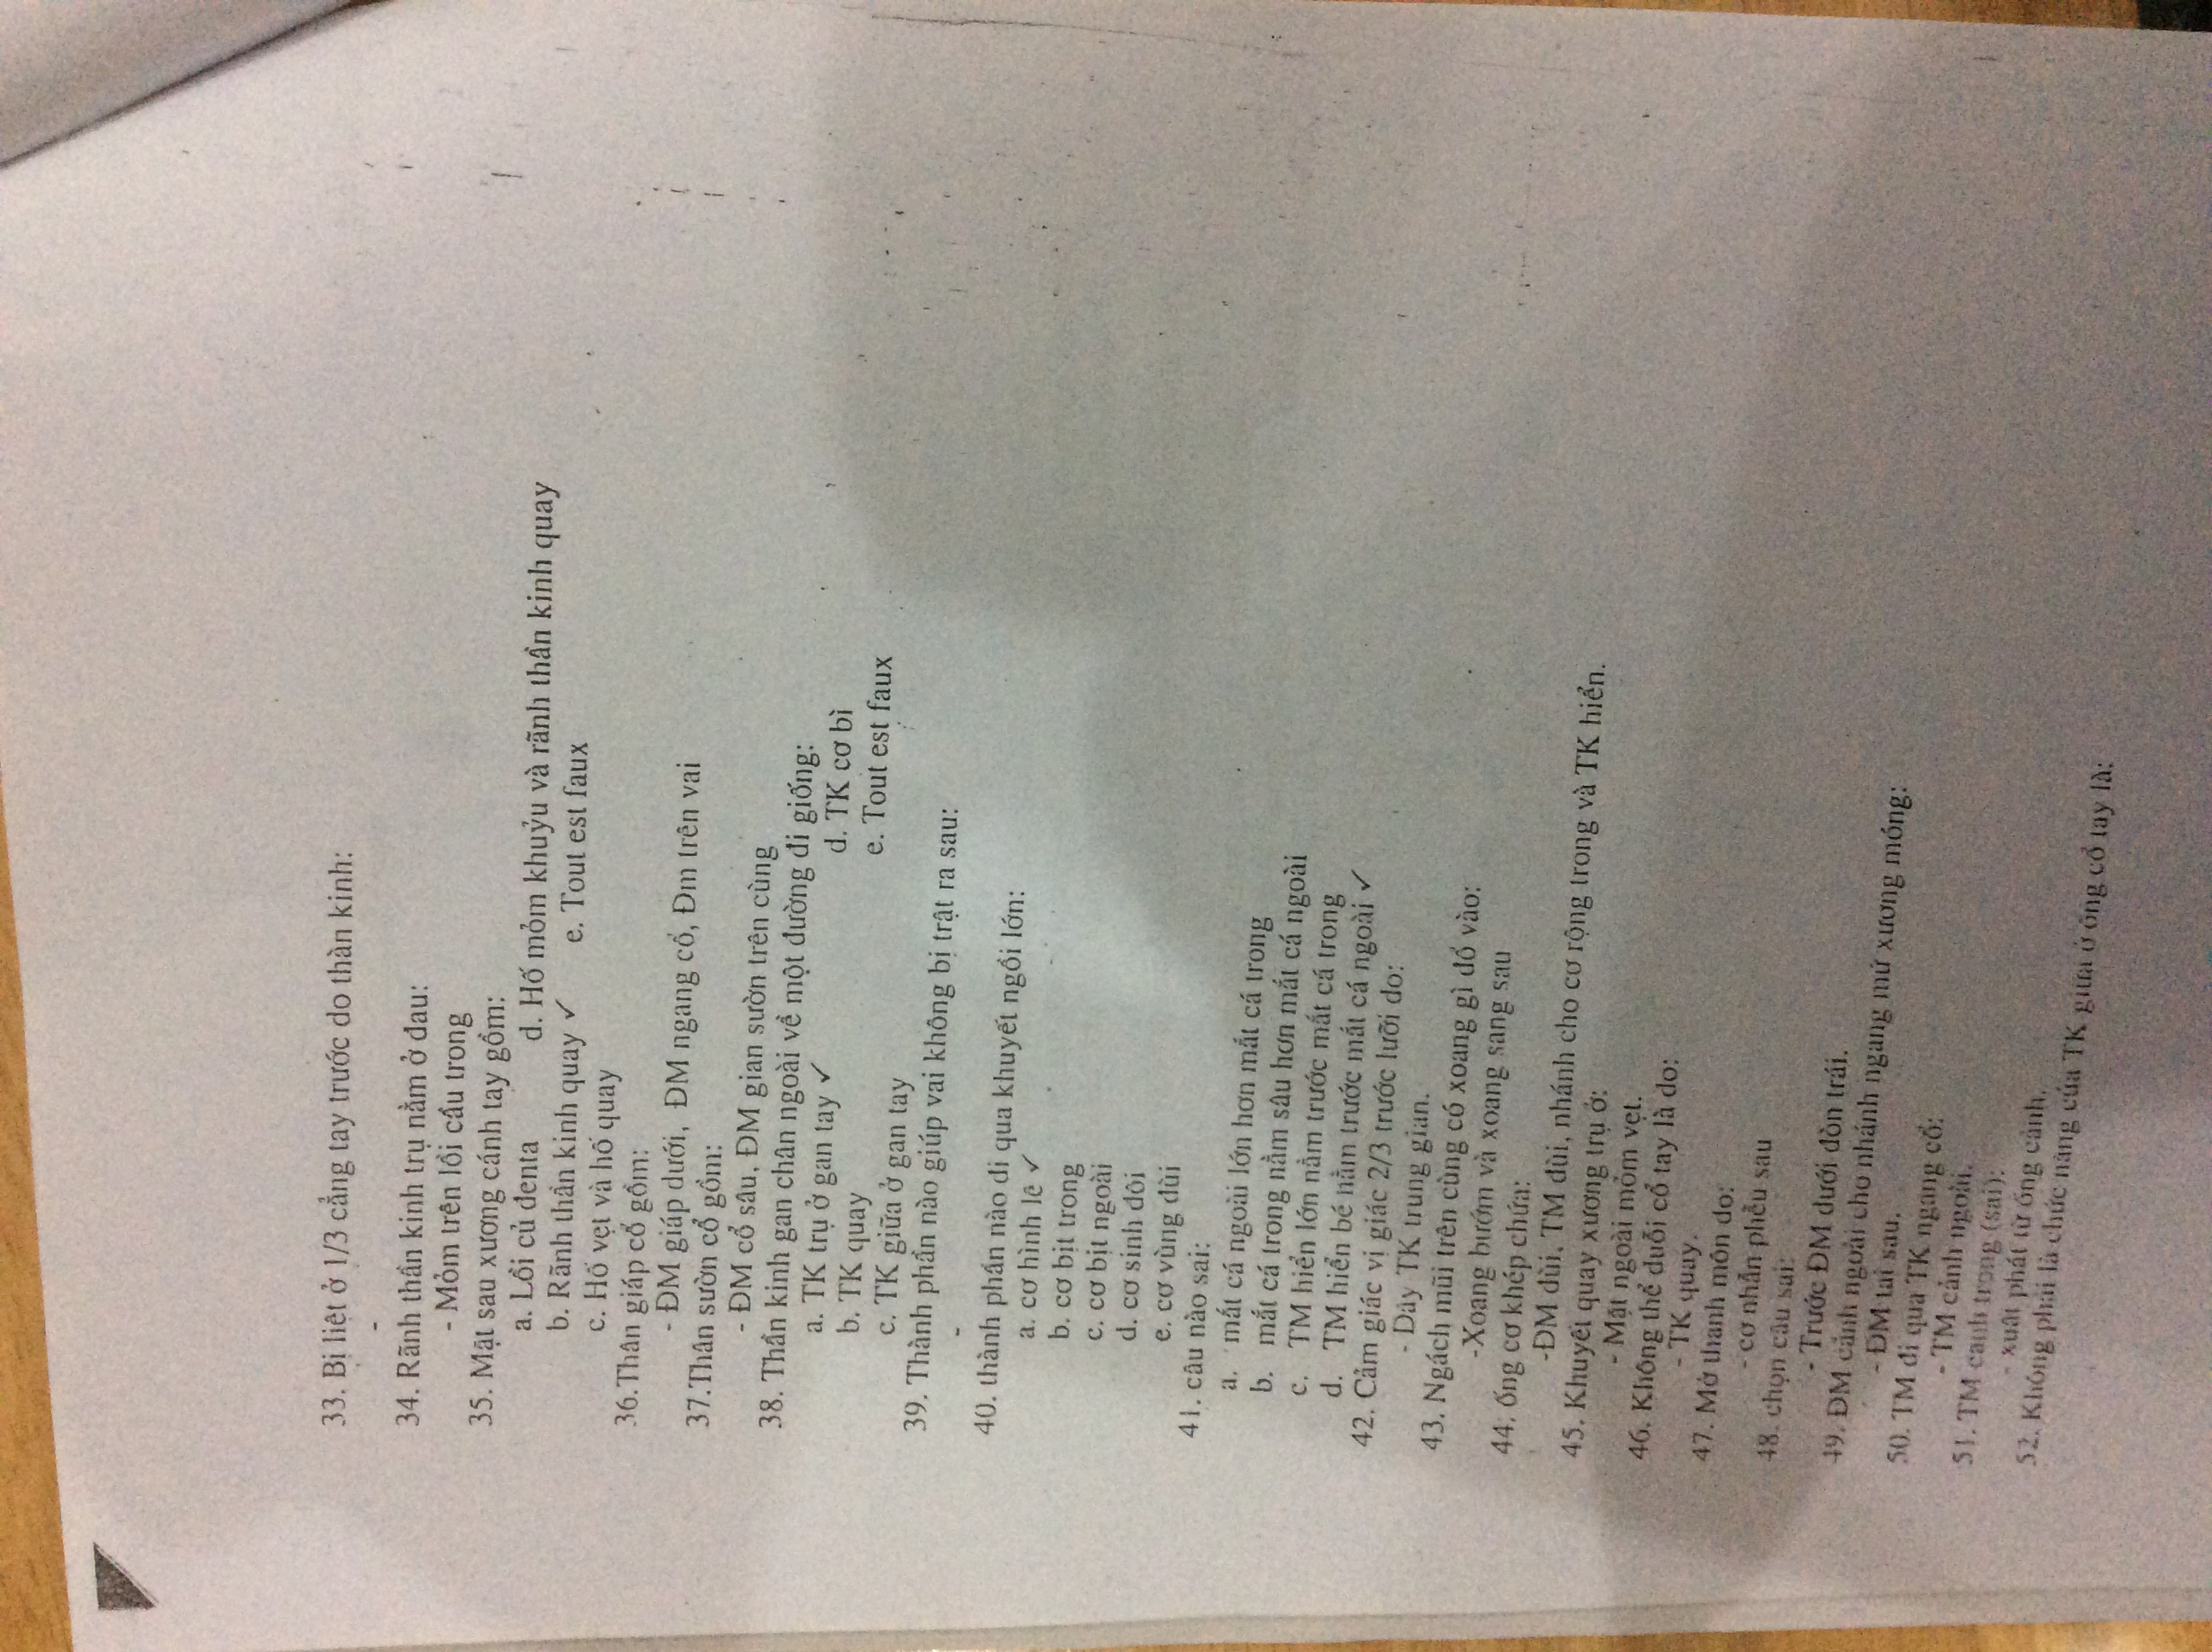 33. Bị liệt ở 1/3 cẳng tay trước do thàn kinh:
-
34. Rãnh thần kinh trụ nằm ở đau:
- Mỏm trên lồi cầu trong
35. Mặt sau xương cánh tay gồm:
a. Lồi củ denta d. Hố mỏm khuỷu và rãnh thần kinh quay
b. Rãnh thần kinh quay ✓ e. Tout est faux
c. Hố vẹt và hố quay
36.Thân giáp cổ gồm:
- ĐM giáp dưới, ĐM ngang cổ, Đm trên vai
37.Thân sườn cổ gồm:
- ĐM cổ sâu, ĐM gian sườn trên cùng
38. Thần kinh gan chân ngoài về một đường đi giống:
a. TK trụ ở gan tay ✓ d. TK cơ bì
b. TK quay e. Tout est faux
c. TK giữa ở gan tay
39. Thành phần nào giúp vai không bị trật ra sau:
-
40. thành phần nào đi qua khuyết ngồi lớn:
a. cơ hình lê ✓
b. cơ bịt trong
c. cơ bịt ngoài
d. cơ sinh đôi
e. cơ vùng đùi
41. câu nào sai:
a. mắt cá ngoài lớn hơn mắt cá trong
b. mắt cá trong nằm sâu hơn mắt cá ngoài
c. TM hiển lớn nằm trước mắt cá trong
d. TM hiển bé nằm trước mắt cá ngoài ✓
42. Cảm giác vị giác 2/3 trước lưỡi do:
- Dây TK trung gian.
43. Ngách mũi trên cùng có xoang gì đổ vào:
-Xoang bướm và xoang sang sau
44. ống cơ khép chứa:
-ĐM đùi, TM đùi, nhánh cho cơ rộng trong và TK hiển.
45. Khuyết quay xương trụ ở:
- Mặt ngoài mỏm vẹt.
46. Không thể duỗi cổ tay là do:
- TK quay.
47. Mở thanh môn do:
- cơ nhẫn phễu sau
48. chọn câu sai:
- Trước ĐM dưới đòn trái.
49. ĐM cảnh ngoài cho nhánh ngang mứ xương móng:
- ĐM tai sau.
50. TM đi qua TK ngang cổ:
- TM cảnh ngoài.
51. TM canh trong (sai):
- xuất phát từ ống cảnh.
52. Không phải là chức năng của TK giữa ở ống cổ tay là: